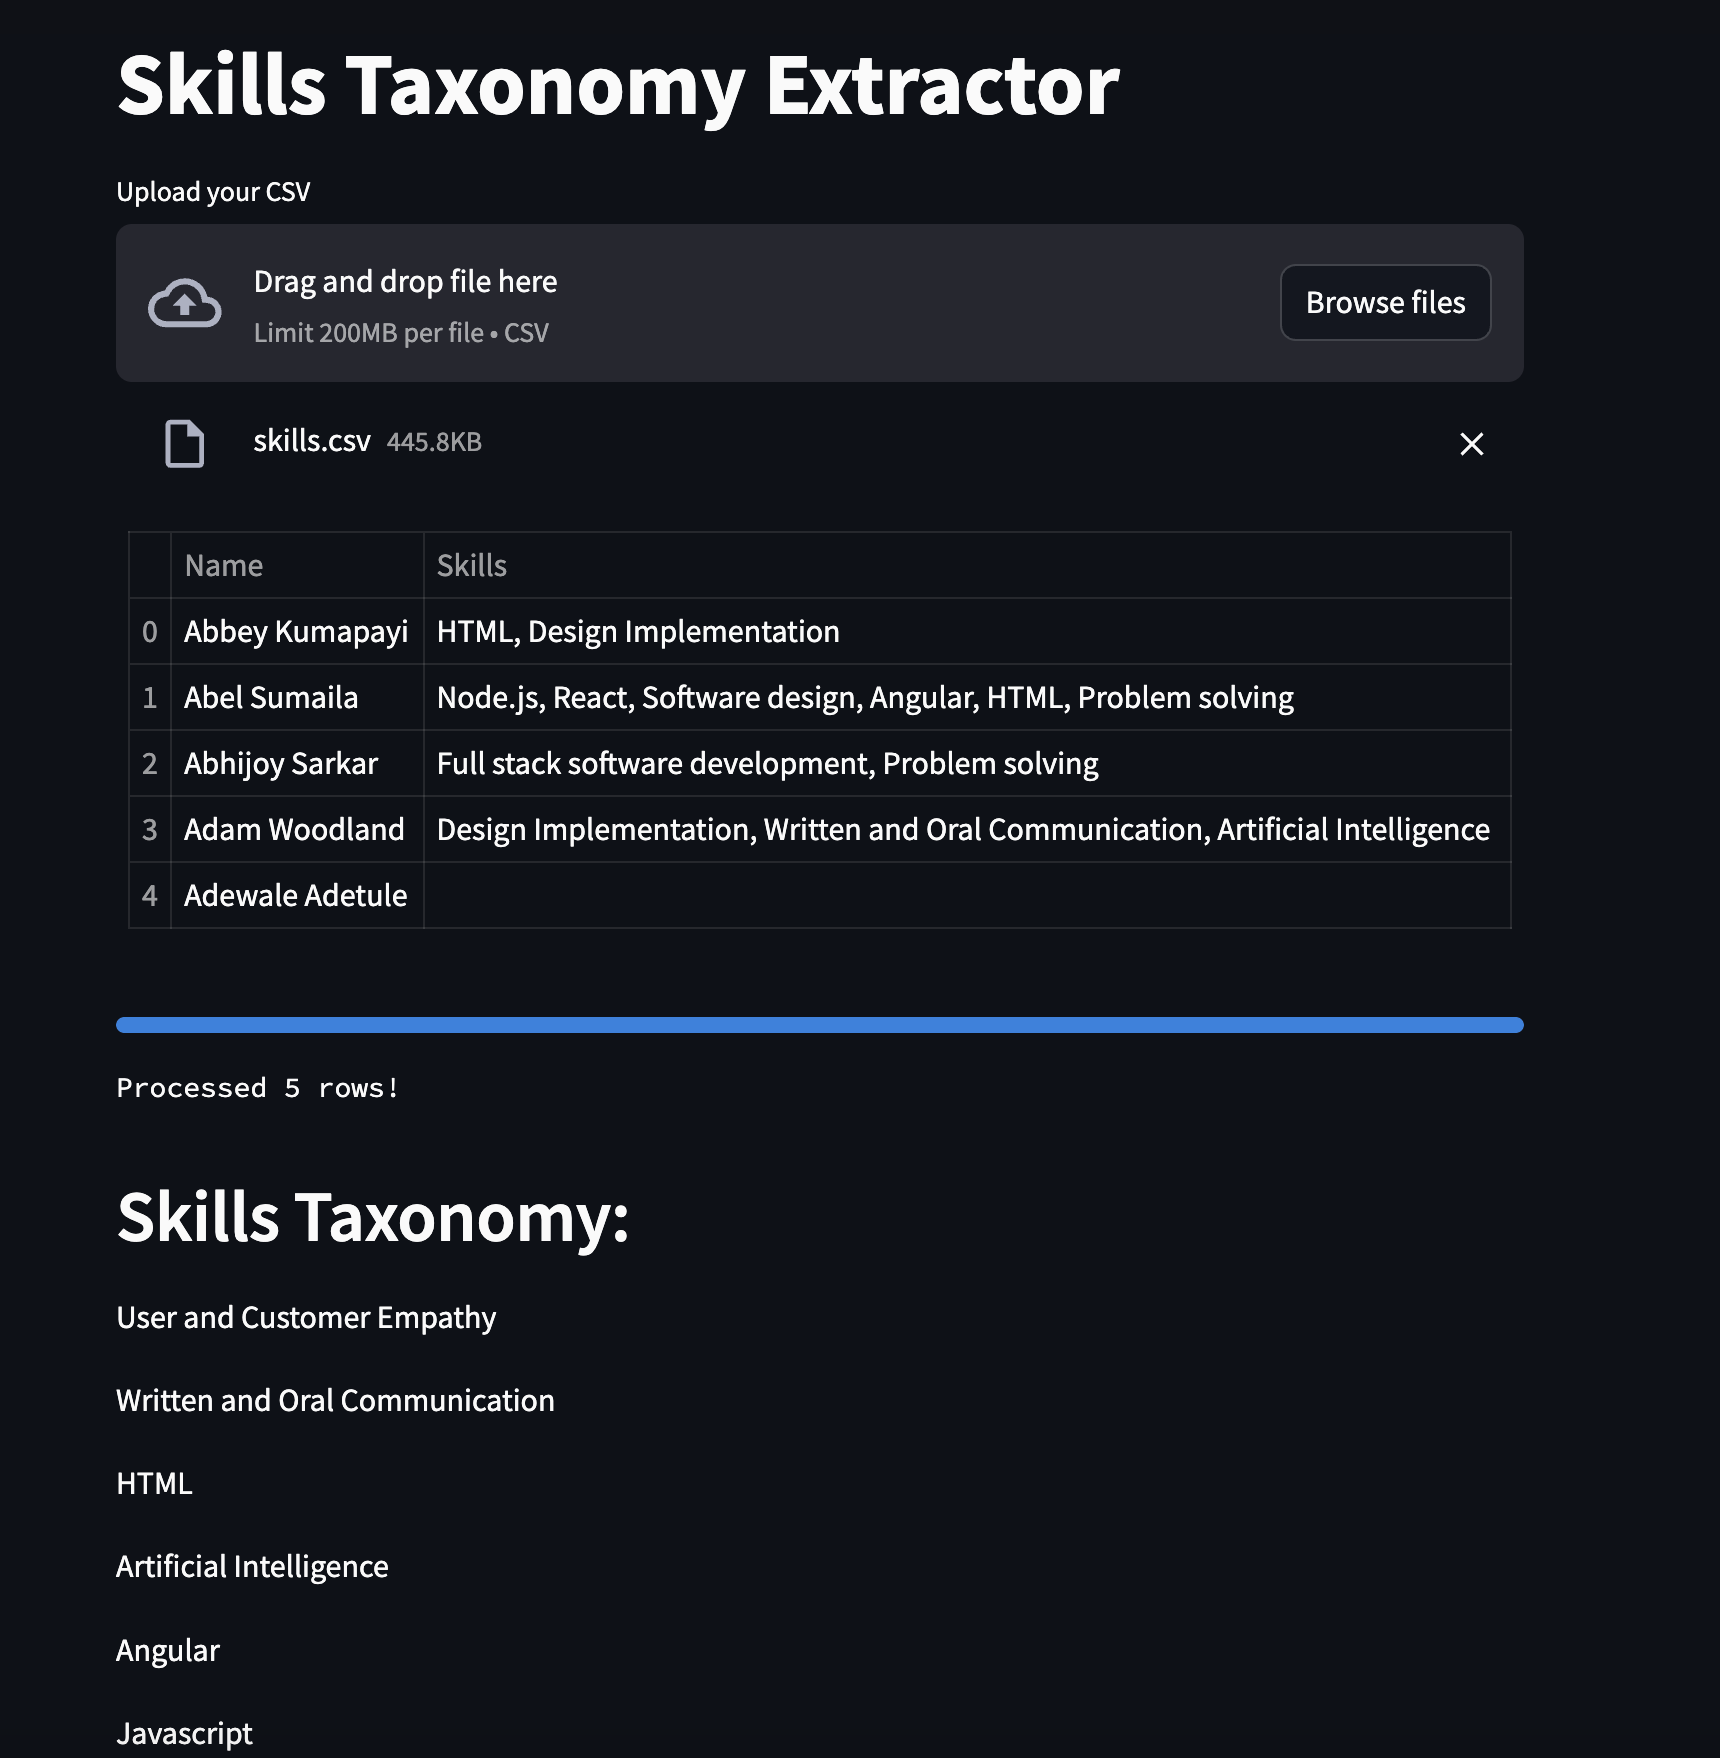 Skills Taxonomy Extractor
Upload your CSV
Drag and drop file here
Limit 200MB per file • CSV
Browse files
skills.csv 445.8KB
Name Skills
0 Abbey Kumapayi HTML, Design Implementation
1 Abel Sumaila Node.js, React, Software design, Angular, HTML, Problem solving
2 Abhijoy Sarkar Full stack software development, Problem solving
3 Adam Woodland Design Implementation, Written and Oral Communication, Artificial Intelligence
4 Adewale Adetule
Processed 5 rows!
Skills Taxonomy:
User and Customer Empathy
Written and Oral Communication
HTML
Artificial Intelligence
Angular
Javascript